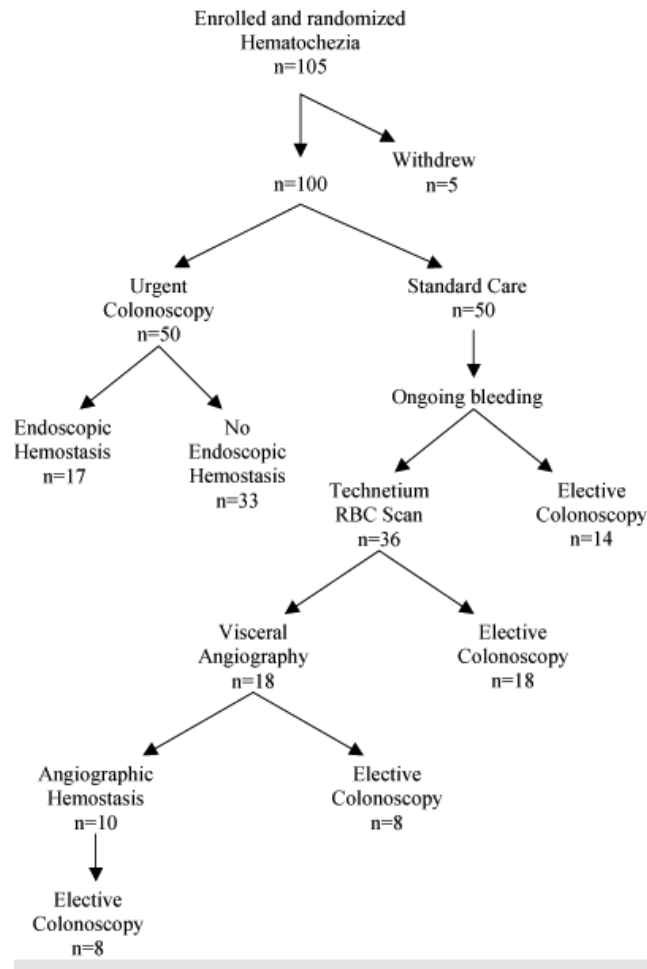 Enrolled and randomized
Hematochezia
n=105
Withdrew
n=5
n=100
Urgent
Colonoscopy
n=50
Standard Care
n=50
Ongoing bleeding
Endoscopic
Hemostasis
n=17
No
Endoscopic
Hemostasis
n=33
Technetium
RBC Scan
n=36
Elective
Colonoscopy
n=14
Visceral
Angiography
n=18
Elective
Colonoscopy
n=18
Angiographic
Hemostasis
n=10
Elective
Colonoscopy
n=8
Elective
Colonoscopy
n=8